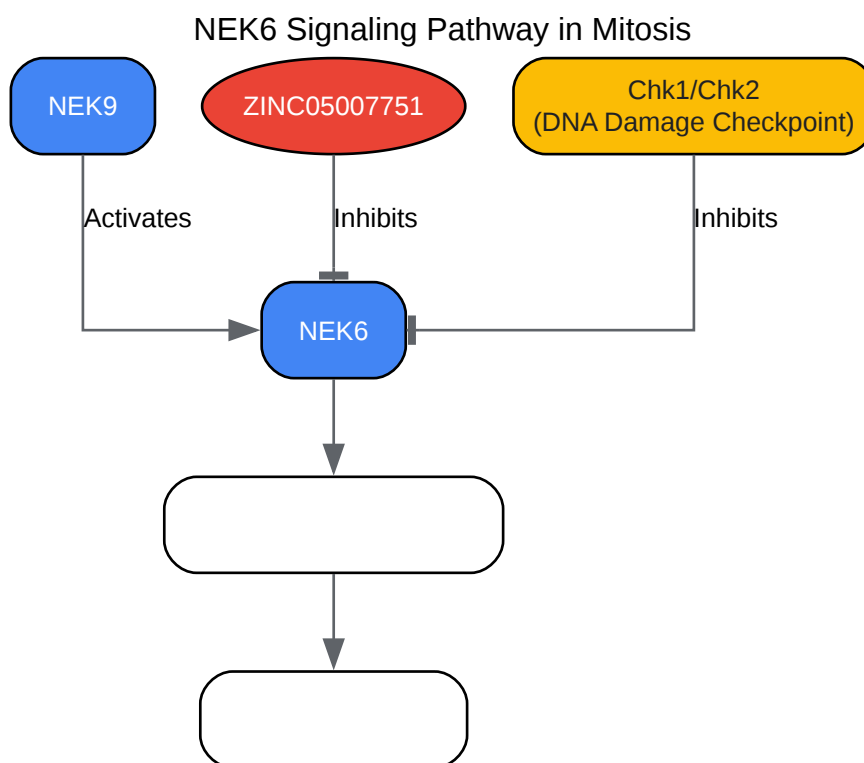 NEK6 Signaling Pathway in Mitosis
NEK9
ZINC05007751
Chk1/Chk2
(DNA Damage Checkpoint)
Activates
Inhibits
Inhibits
NEK6